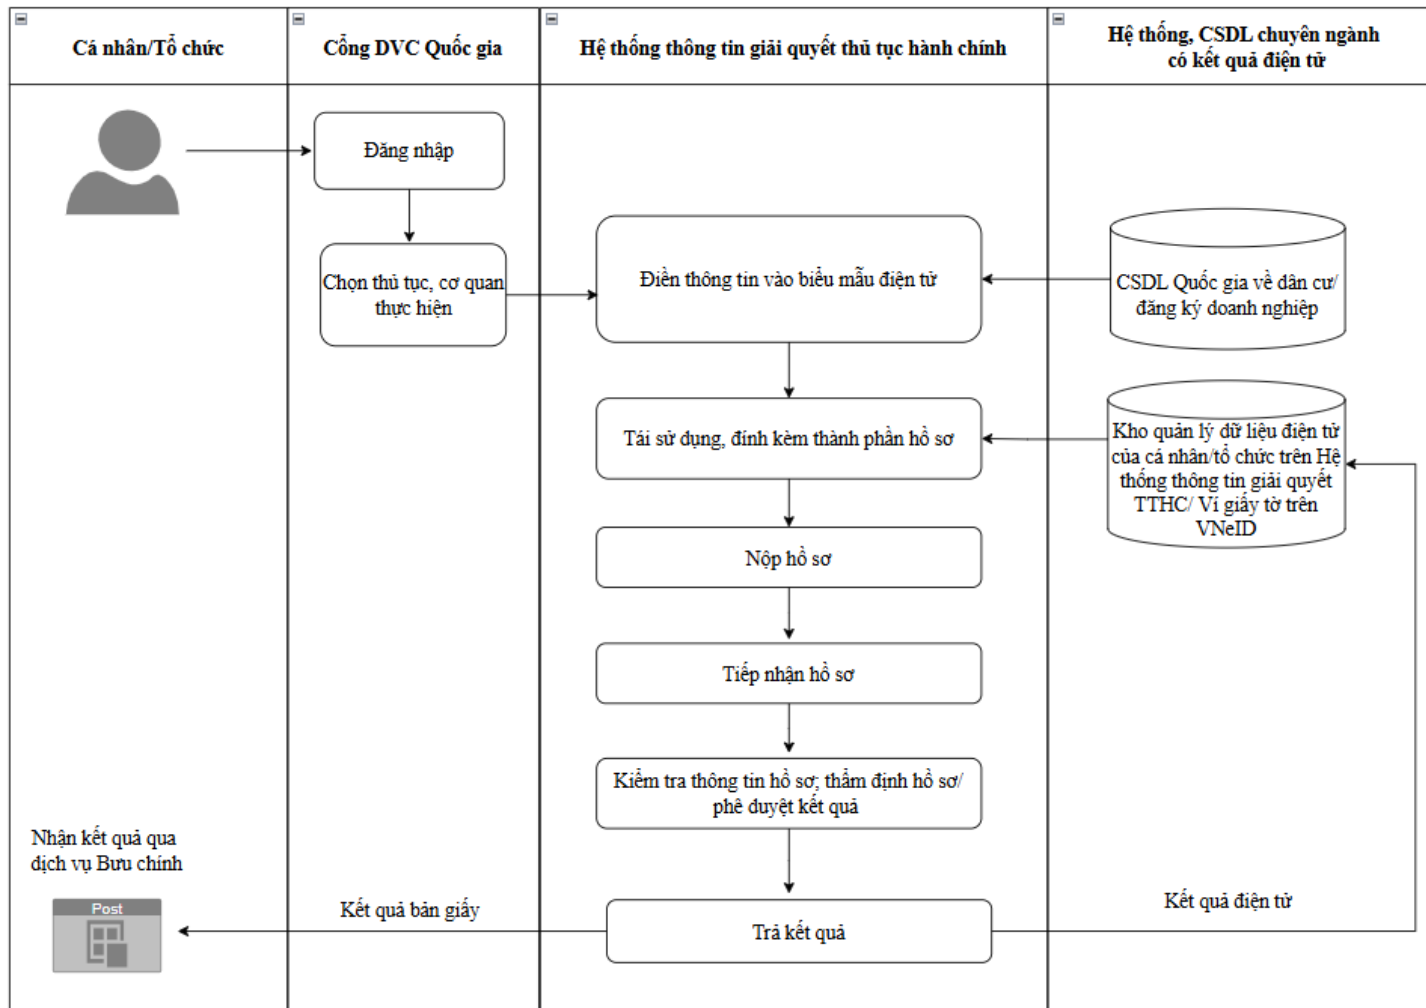 Cá nhân/Tổ chức
Cổng DVC Quốc gia
Hệ thống thông tin giải quyết thủ tục hành chính
Hệ thống, CSDL chuyên ngành
có kết quả điện tử
Đăng nhập
Chọn thủ tục, cơ quan
thực hiện
Điền thông tin vào biểu mẫu điện tử
CSDL Quốc gia về dân cư/
đăng ký doanh nghiệp
Tái sử dụng, đính kèm thành phần hồ sơ
Kho quản lý dữ liệu điện tử
của cá nhân/tổ chức trên Hệ
thống thông tin giải quyết
TTHC/ Ví giấy tờ trên
VNeID
Nộp hồ sơ
Tiếp nhận hồ sơ
Kiểm tra thông tin hồ sơ; thẩm định hồ sơ/
phê duyệt kết quả
Nhận kết quả qua
dịch vụ Bưu chính
Post
Kết quả bản giấy
Trả kết quả
Kết quả điện tử